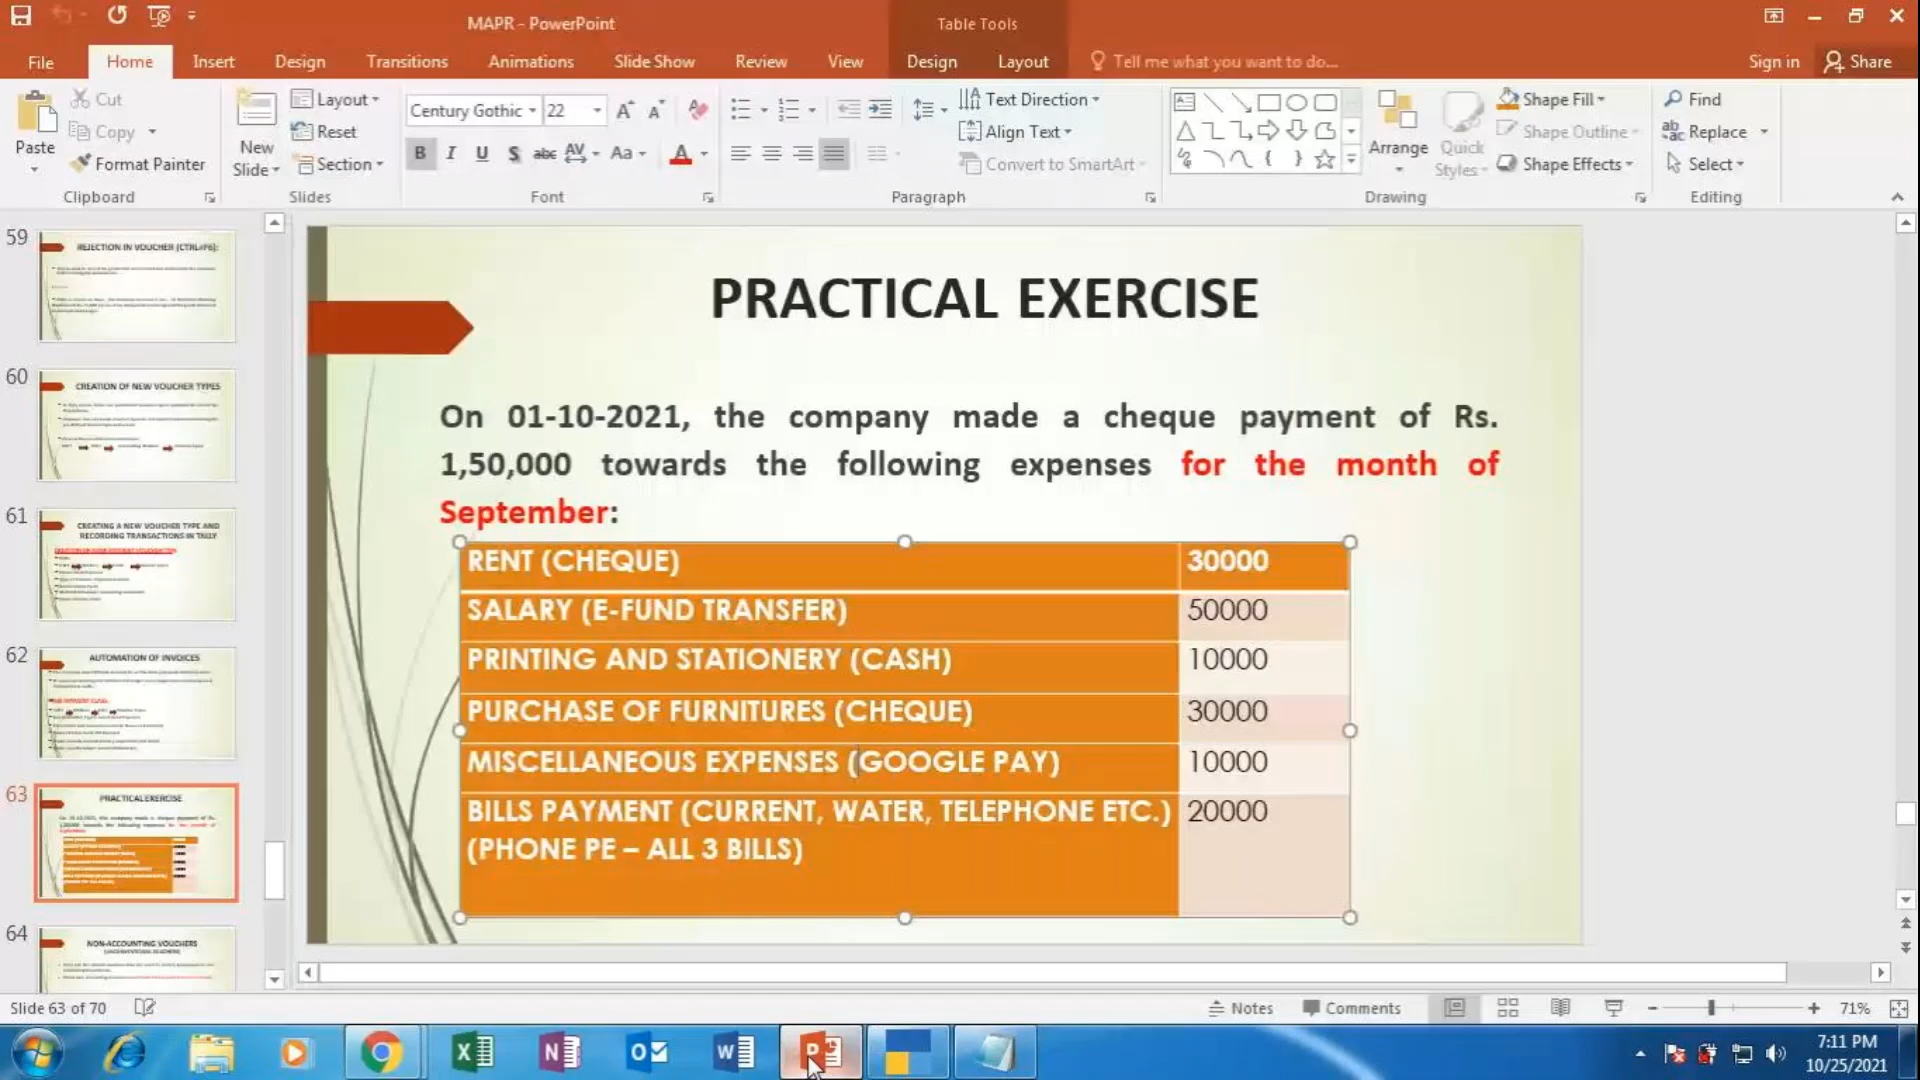 MAPR - PowerPoint
Table Tools
File
Home
Insert
Design
Transitions
Animations
Slide Show
Review
View
Design
Layout
Tell me what you want to do...
Sign in
Share
Paste
Cut
Copy
Format Painter
Clipboard
New Slide
Layout
Reset
Section
Slides
Century Gothic
22
B I U S abc AV Aa A
Font
Text Direction
Align Text
Convert to SmartArt
Paragraph
Arrange
Quick Styles
Shape Fill
Shape Outline
Shape Effects
Drawing
Find
Replace
Select
Editing
59
REJECTION IN VOUCHER (CTRL+F6):
60
CREATION OF NEW VOUCHER TYPES
61
CREATING A NEW VOUCHER TYPE AND
RECORDING TRANSACTIONS IN TALLY
62
AUTOMATION OF INVOICES
63
PRACTICAL EXERCISE
64
NON-ACCOUNTING VOUCHERS
PRACTICAL EXERCISE
On 01-10-2021, the company made a cheque payment of Rs.
1,50,000 towards the following expenses for the month of
September:
RENT (CHEQUE) 30000
SALARY (E-FUND TRANSFER) 50000
PRINTING AND STATIONERY (CASH) 10000
PURCHASE OF FURNITURES (CHEQUE) 30000
MISCELLANEOUS EXPENSES (GOOGLE PAY) 10000
BILLS PAYMENT (CURRENT, WATER, TELEPHONE ETC.) 20000
(PHONE PE – ALL 3 BILLS)
Slide 63 of 70
Notes
Comments
71%
7:11 PM
10/25/2021